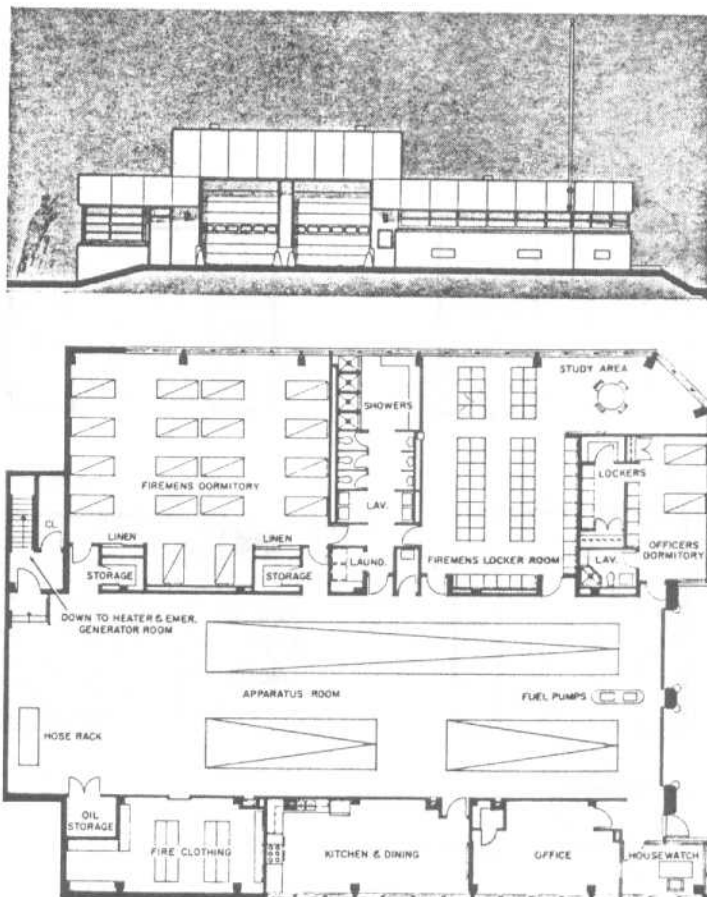 STUDY AREA
SHOWERS
LOCKERS
FIREMENS DORMITORY
CL.
LAV.
OFFICERS
DORMITORY
LINEN
LINEN
STORAGE
STORAGE
LAUND.
FIREMENS LOCKER ROOM
LAV.
DOWN TO HEATER & EMER.
GENERATOR ROOM
APPARATUS ROOM
FUEL PUMPS
HOSE RACK
OIL
STORAGE
FIRE CLOTHING
KITCHEN & DINING
OFFICE
HOUSEWATCH